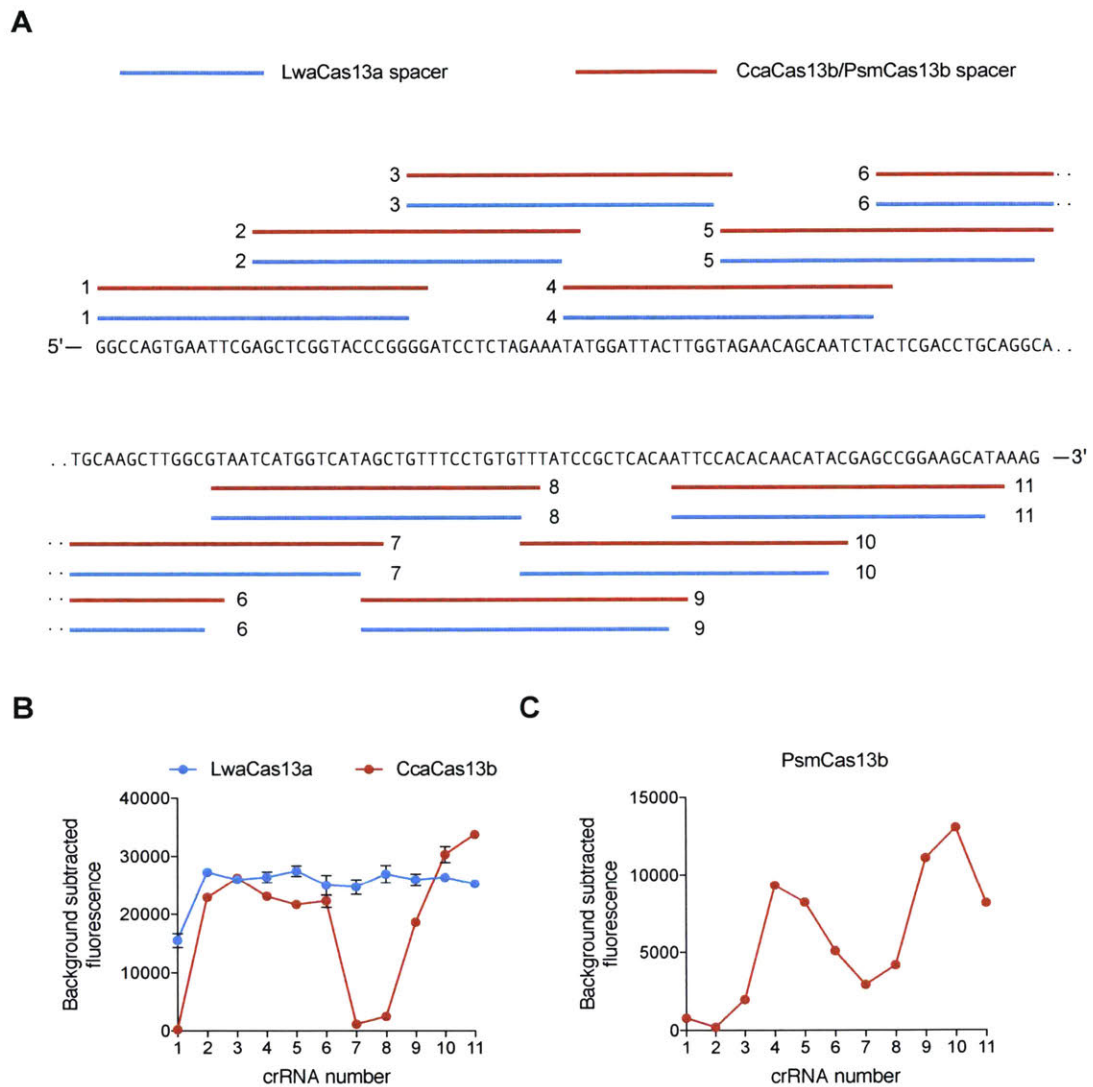 A
LwaCas13a spacer
CcaCas13b/PsmCas13b spacer
3
6
3
6
2
5
2
5
1
4
1
4
5'— GGCCAGTGAATTCGAGCTCGGTACCCGGGGATCCTCTAGAAATATGGATTACTTGGTAGAACAGCAATCTACTCGACCTGCAGGCA..
..TGCAAGCTTGGCGTAATCATGGTCATAGCTGTTTCCTGTGTTTATCCGCTCACAATTCCACACAACATACGAGCCGGAAGCATAAAG —3'
8
11
8
11
7
10
7
10
6
9
6
9
B
LwaCas13a
CcaCas13b
40000
30000
20000
10000
0
Background subtracted
fluorescence
1 2 3 4 5 6 7 8 9 10 11
crRNA number
C
PsmCas13b
15000
10000
5000
0
Background subtracted
fluorescence
1 2 3 4 5 6 7 8 9 10 11
crRNA number